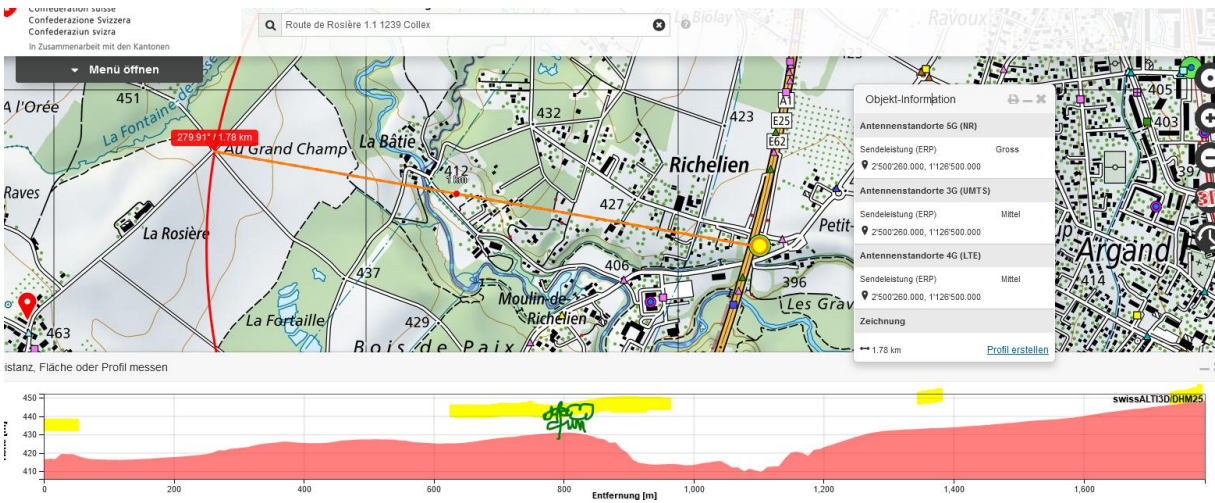 Confédération suisse
Confederazione Svizzera
Confederaziun svizra
In Zusammenarbeit mit den Kantonen
Route de Rosière 1.1 1239 Collex
Le Biolay
Ravoux
Menü öffnen
A l'Orée
451
La Fontaine de
279.91° / 1.78 km
Au Grand Champ
La Bâtie
412
1 km
432
423
A1
E25
E62
Richelien
427
405
403
397
Raves
La Rosière
437
406
Petit-
396
Les Grav
Argand
414
463
La Fortaille
429
Moulin-de-
Richelien
Bois de Paix
Objekt-Information
Antennenstandorte 5G (NR)
Sendeleistung (ERP) Gross
2'500'260.000, 1'126'500.000
Antennenstandorte 3G (UMTS)
Sendeleistung (ERP) Mittel
2'500'260.000, 1'126'500.000
Antennenstandorte 4G (LTE)
Sendeleistung (ERP) Mittel
2'500'260.000, 1'126'500.000
Zeichnung
1.78 km Profil erstellen
istanz, Fläche oder Profil messen
swissALTI3D/DHM25
450
440
430
420
410
0 200 400 600 800 1,000 1,200 1,400 1,600
Entfernung [m]